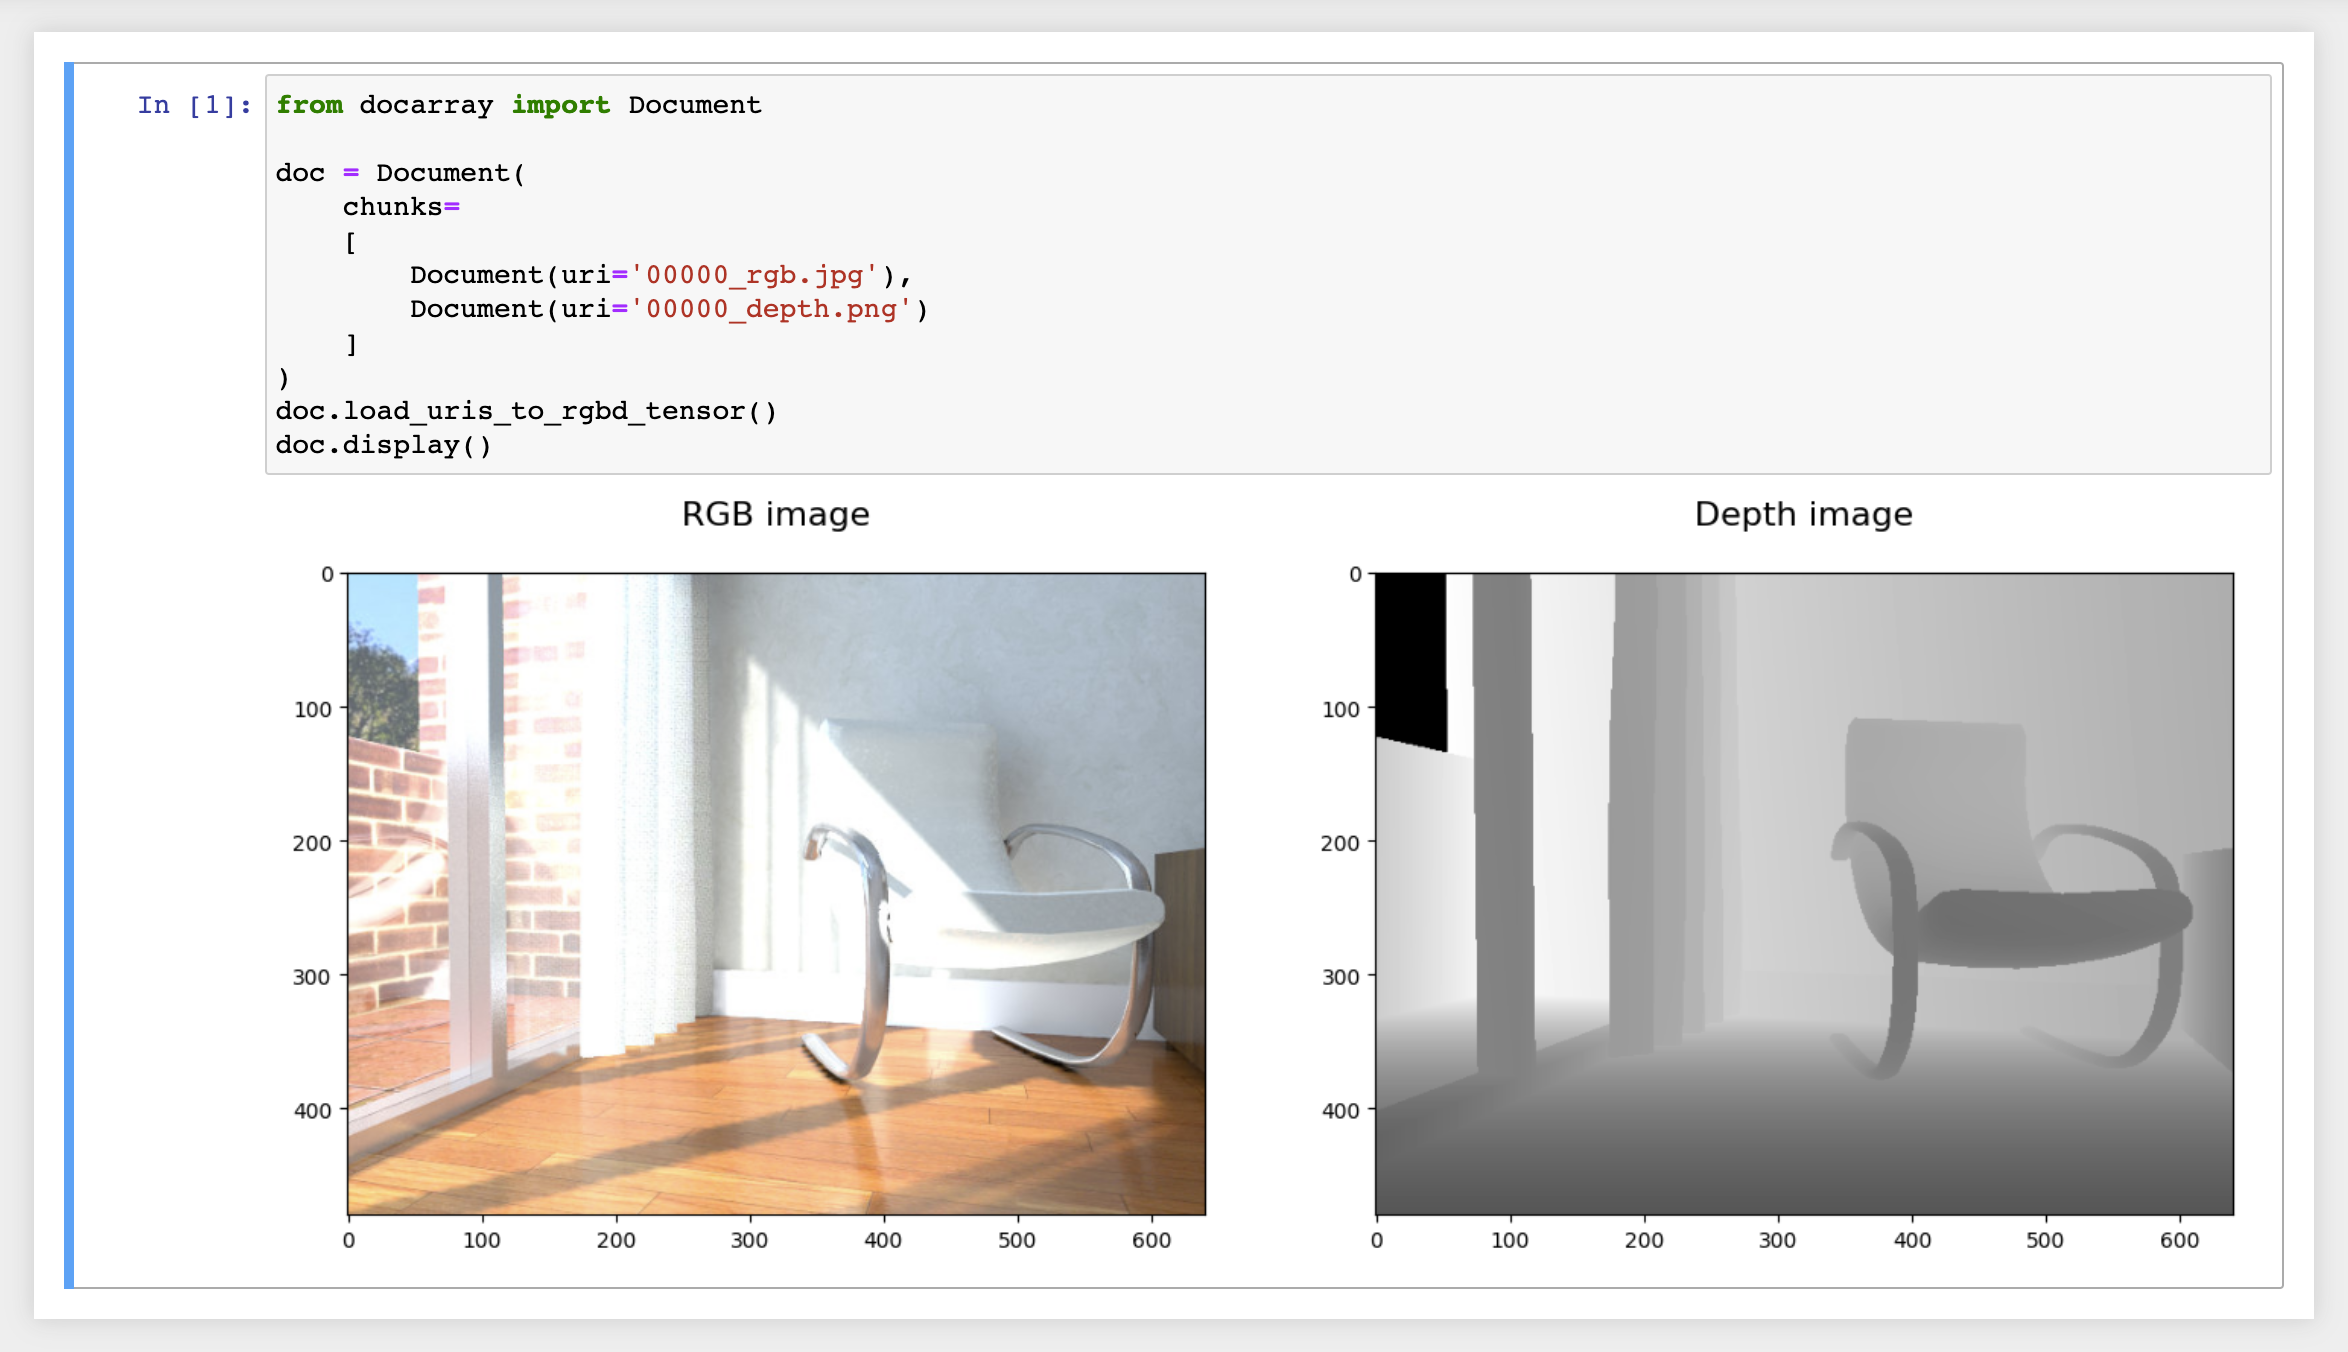 In [1]:
from docarray import Document
doc = Document(
    chunks=
    [
        Document(uri='00000_rgb.jpg'),
        Document(uri='00000_depth.png')
    ]
)
doc.load_uris_to_rgbd_tensor()
doc.display()
RGB image
0
100
200
300
400
0 100 200 300 400 500 600
Depth image
0
100
200
300
400
0 100 200 300 400 500 600